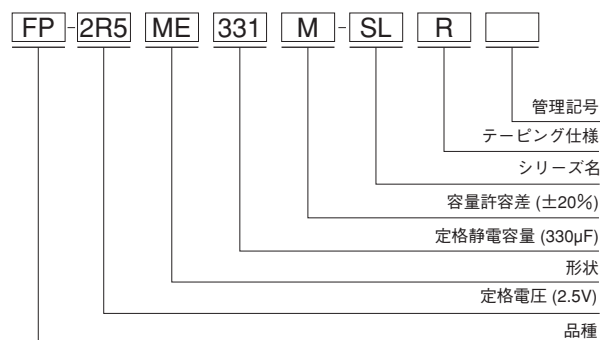 FP-2R5 ME 331 M-SL R
管理記号
テーピング仕様
シリーズ名
容量許容差 (±20%)
定格静電容量 (330µF)
形状
定格電圧 (2.5V)
品種